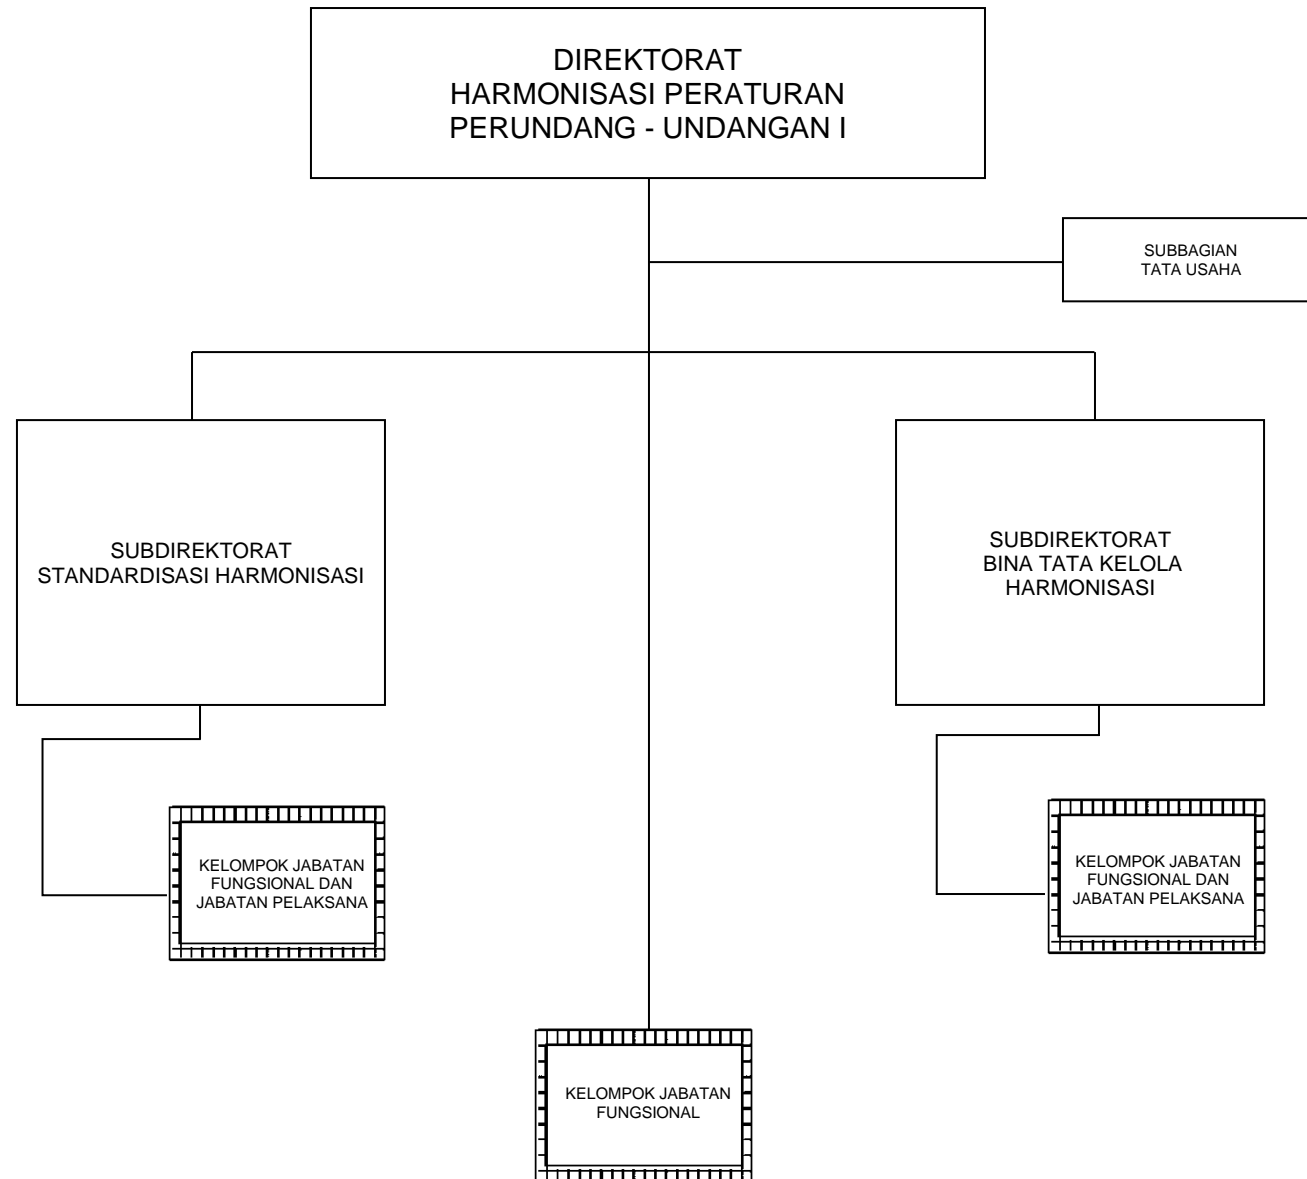 DIREKTORAT
HARMONISASI PERATURAN
PERUNDANG - UNDANGAN I
SUBBAGIAN
TATA USAHA
SUBDIREKTORAT
STANDARDISASI HARMONISASI
SUBDIREKTORAT
BINA TATA KELOLA
HARMONISASI
KELOMPOK JABATAN
FUNGSIONAL DAN
JABATAN PELAKSANA
KELOMPOK JABATAN
FUNGSIONAL DAN
JABATAN PELAKSANA
KELOMPOK JABATAN
FUNGSIONAL